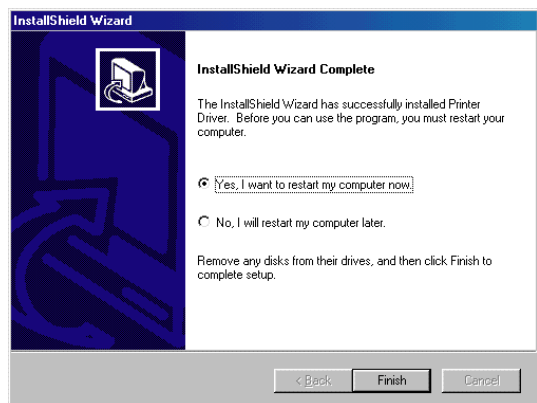 InstallShield Wizard
InstallShield Wizard Complete
The InstallShield Wizard has successfully installed Printer
Driver. Before you can use the program, you must restart your
computer.
Yes, I want to restart my computer now.
No, I will restart my computer later.
Remove any disks from their drives, and then click Finish to
complete setup.
< Back
Finish
Cancel